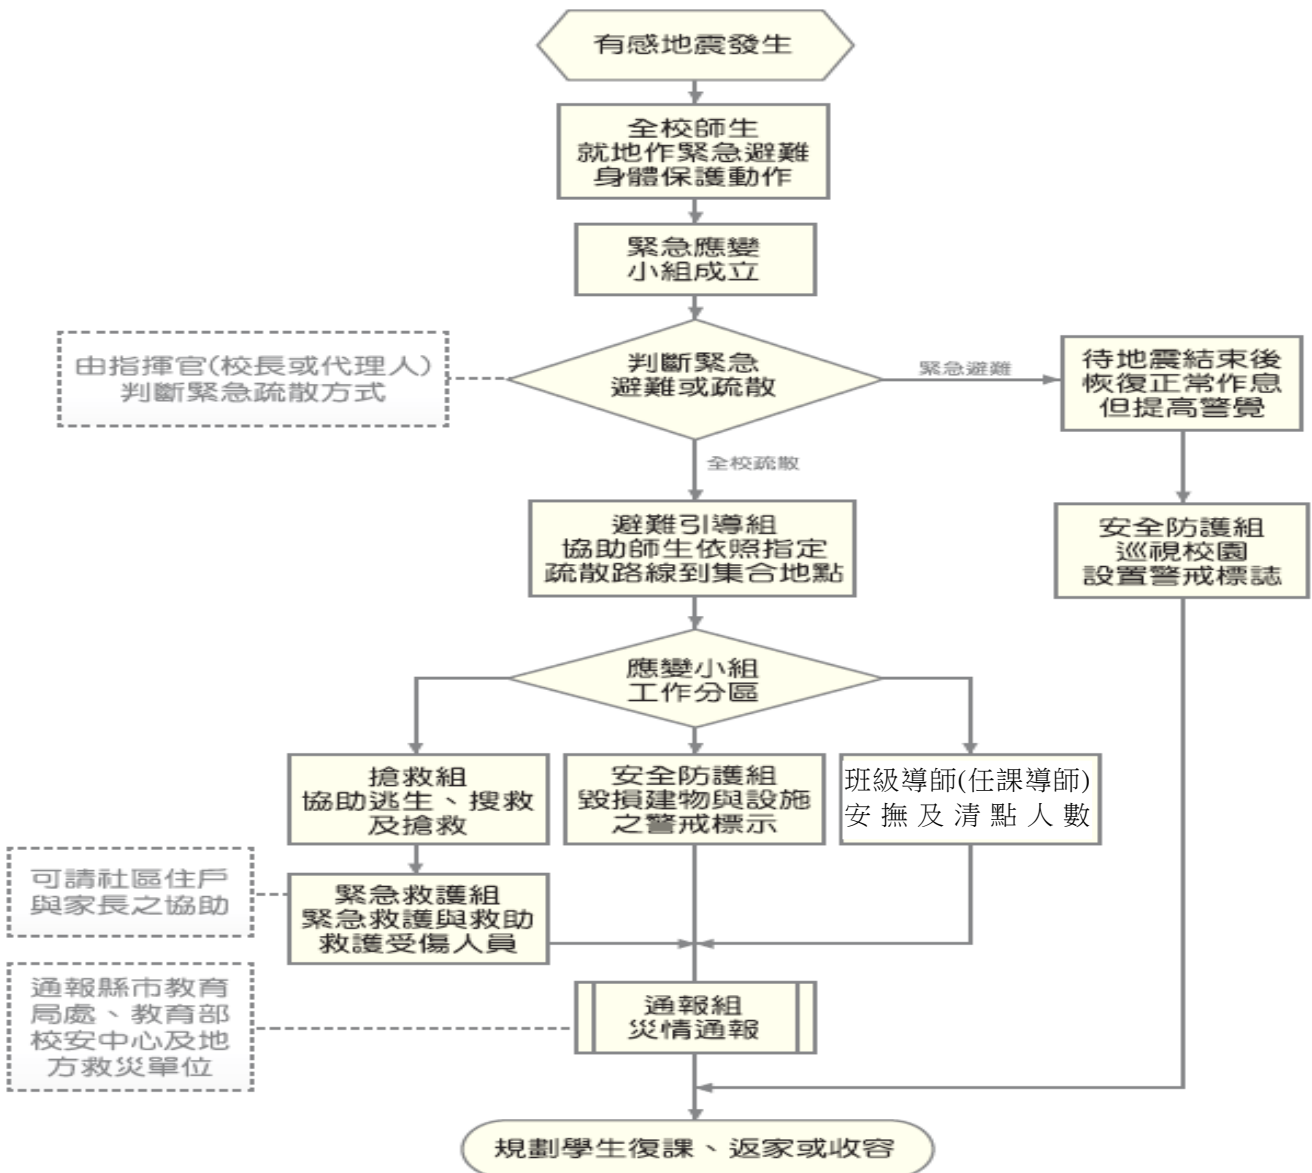 有感地震發生
全校師生
就地作緊急避難
身體保護動作
緊急應變
小組成立
由指揮官(校長或代理人)
判斷緊急疏散方式
判斷緊急
避難或疏散
緊急避難
待地震結束後
恢復正常作息
但提高警覺
全校疏散
避難引導組
協助師生依照指定
疏散路線到集合地點
安全防護組
巡視校園
設置警戒標誌
應變小組
工作分區
搶救組
協助逃生、搜救
及搶救
安全防護組
毀損建物與設施
之警戒標示
班級導師(任課導師)
安撫及清點人數
可請社區住戶
與家長之協助
緊急救護組
緊急救護與救助
救護受傷人員
通報縣市教育
局處、教育部
校安中心及地
方救災單位
通報組
災情通報
規劃學生復課、返家或收容